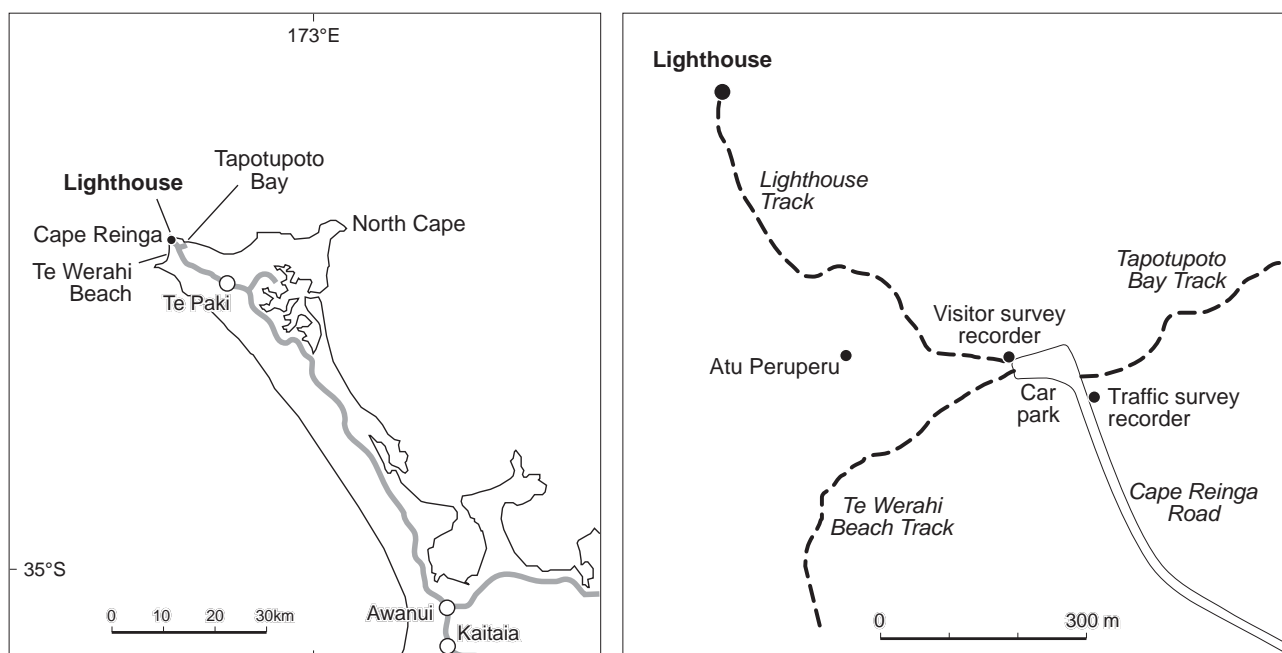 173°E
Tapotupoto
Bay
Lighthouse
North Cape
Cape Reinga
Te Werahi
Beach
Te Paki
35°S
0 10 20 30km
Awanui
Kaitaia
Lighthouse
Lighthouse
Track
Tapotupoto
Bay Track
Visitor survey
recorder
Atu Peruperu
Car
park
Traffic survey
recorder
Te Werahi
Beach Track
Cape Reinga
Road
0 300 m